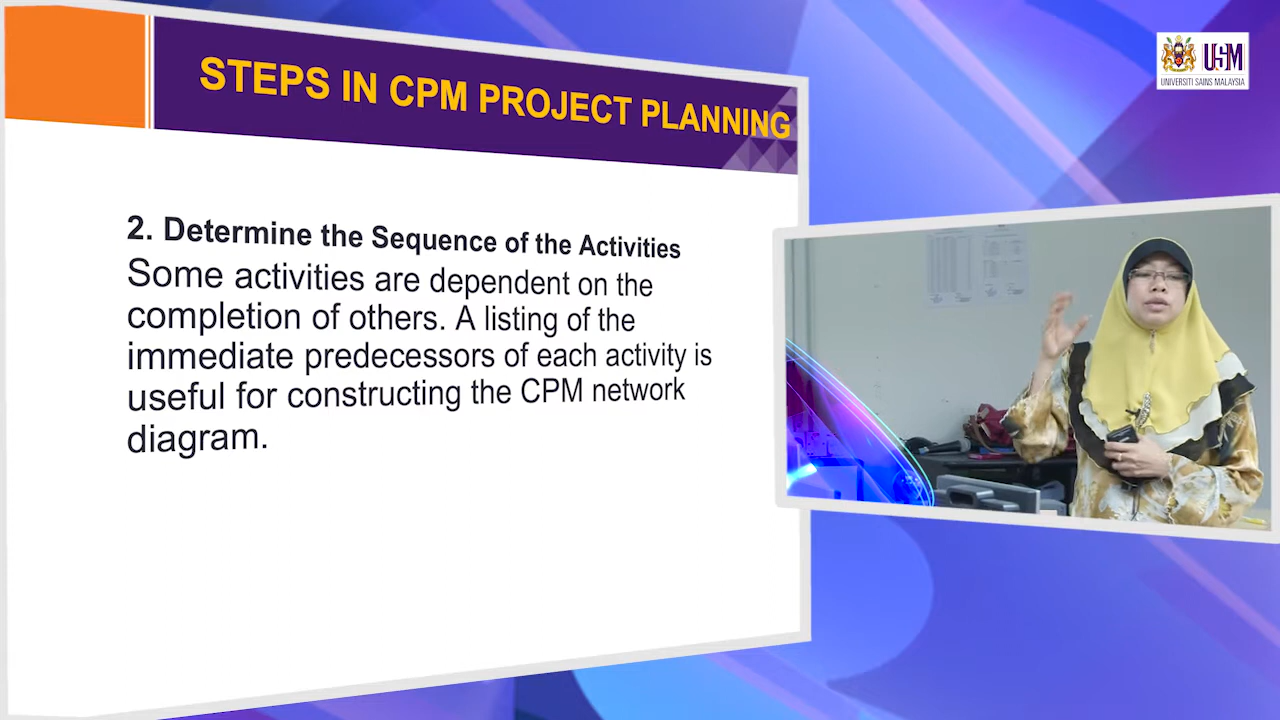 STEPS IN CPM PROJECT PLANNING
2. Determine the Sequence of the Activities
Some activities are dependent on the
completion of others. A listing of the
immediate predecessors of each activity is
useful for constructing the CPM network
diagram.
USM
UNIVERSITI SAINS MALAYSIA